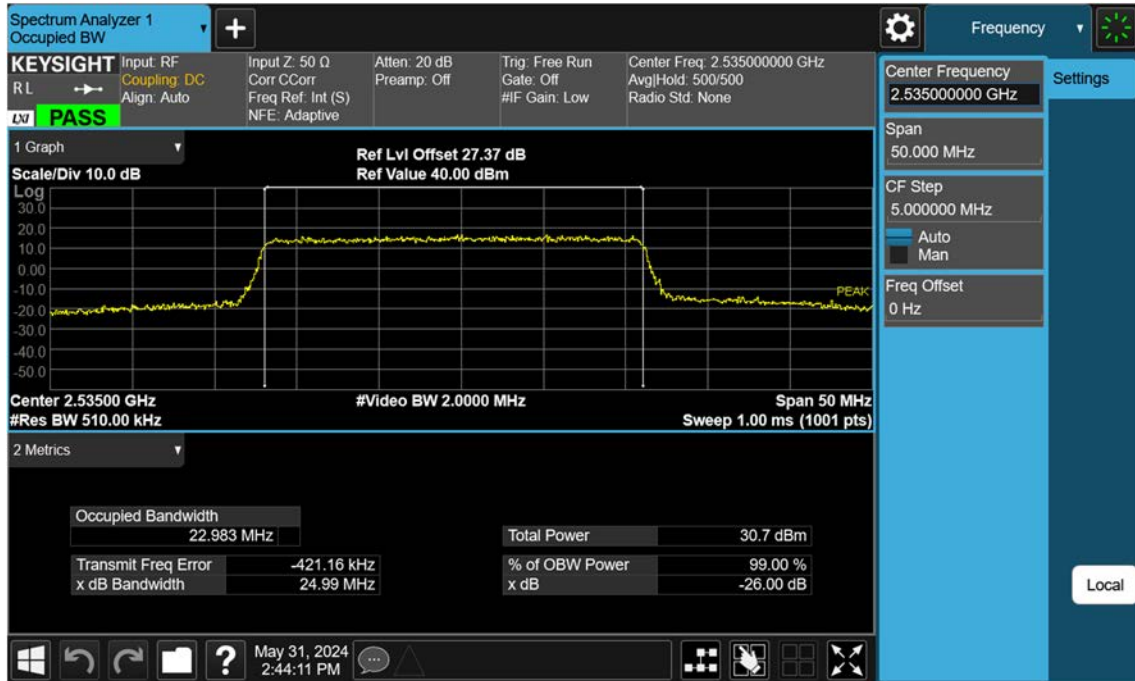 Spectrum Analyzer 1
Occupied BW
+
Frequency
KEYSIGHT
R L
LXI PASS
Input: RF
Coupling: DC
Align: Auto
Input Z: 50 Ω
Corr CCorr
Freq Ref: Int (S)
NFE: Adaptive
Atten: 20 dB
Preamp: Off
Trig: Free Run
Gate: Off
#IF Gain: Low
Center Freq: 2.535000000 GHz
Avg|Hold: 500/500
Radio Std: None
Center Frequency
2.535000000 GHz
Settings
Span
50.000 MHz
CF Step
5.000000 MHz
Auto
Man
Freq Offset
0 Hz
Local
1 Graph
Scale/Div 10.0 dB
Ref Lvl Offset 27.37 dB
Ref Value 40.00 dBm
Log
30.0
20.0
10.0
0.00
-10.0
-20.0
-30.0
-40.0
-50.0
PEAK
Center 2.53500 GHz
#Video BW 2.0000 MHz
Span 50 MHz
#Res BW 510.00 kHz
Sweep 1.00 ms (1001 pts)
2 Metrics
Occupied Bandwidth
22.983 MHz
Total Power 30.7 dBm
Transmit Freq Error -421.16 kHz
% of OBW Power 99.00 %
x dB Bandwidth 24.99 MHz
x dB -26.00 dB
?
May 31, 2024
2:44:11 PM